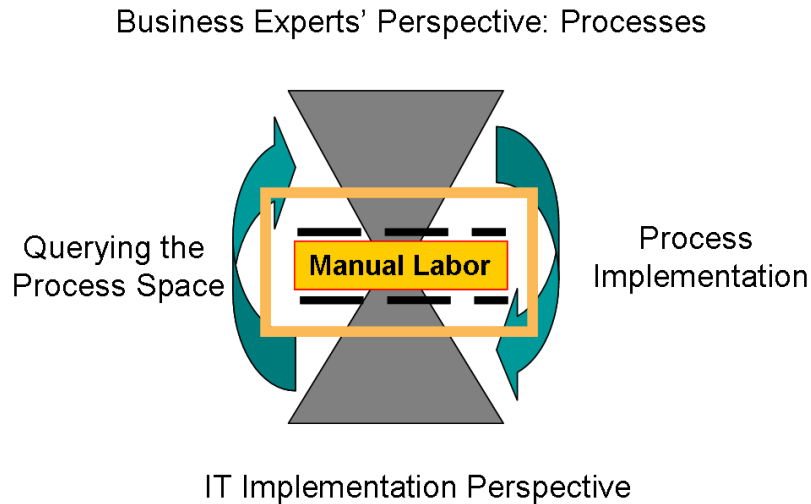 Business Experts’ Perspective: Processes
Querying the
Process Space
Manual Labor
Process
Implementation
IT Implementation Perspective